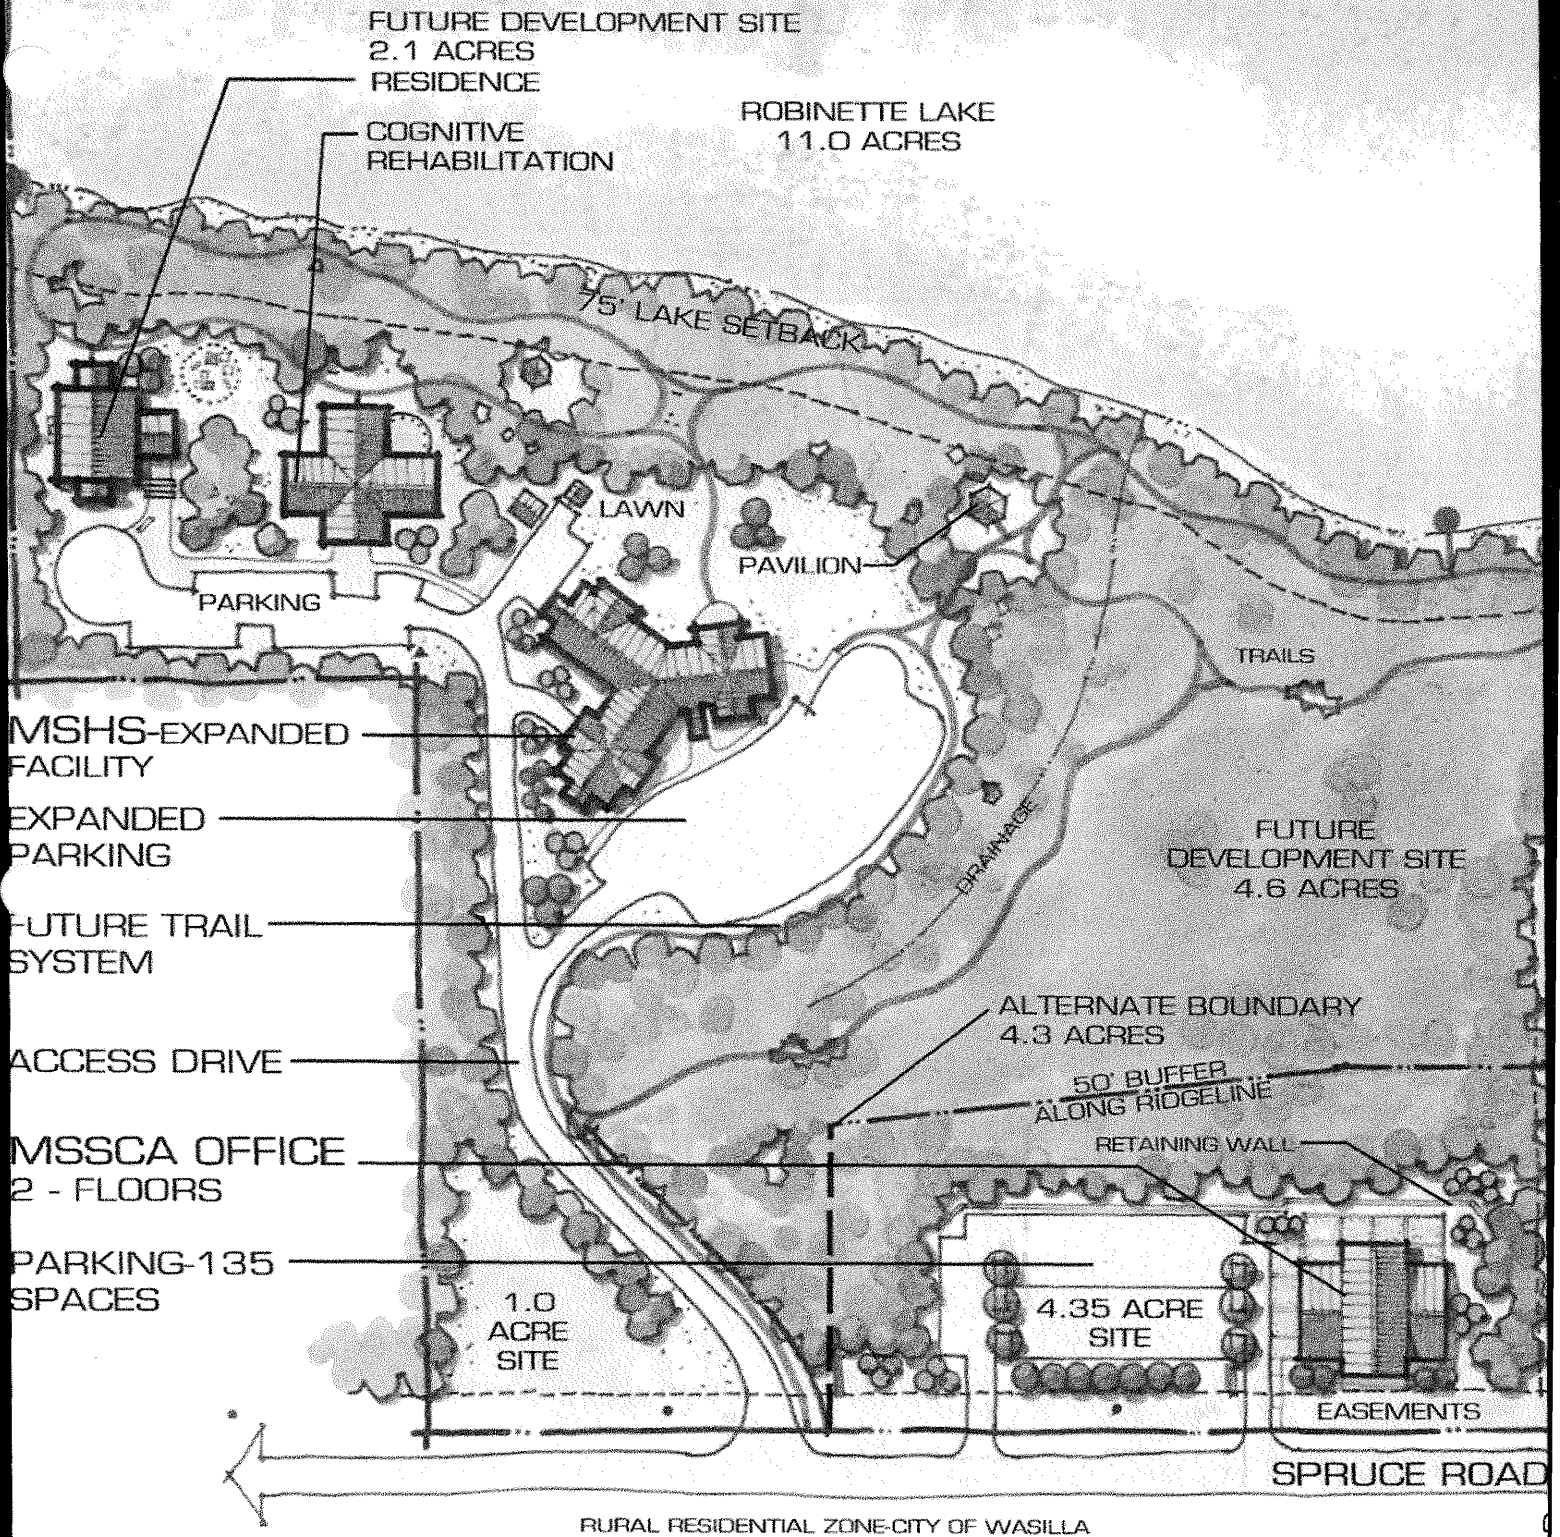 FUTURE DEVELOPMENT SITE
2.1 ACRES
RESIDENCE
ROBINETTE LAKE
11.0 ACRES
COGNITIVE
REHABILITATION
75' LAKE SETBACK
LAWN
PAVILION
PARKING
TRAILS
MSHS-EXPANDED
FACILITY
EXPANDED
PARKING
DRAINAGE
FUTURE
DEVELOPMENT SITE
4.6 ACRES
FUTURE TRAIL
SYSTEM
ALTERNATE BOUNDARY
4.3 ACRES
ACCESS DRIVE
50' BUFFER
ALONG RIDGELINE
RETAINING WALL
MSSCA OFFICE
2 - FLOORS
PARKING-135
SPACES
1.0
ACRE
SITE
4.35 ACRE
SITE
EASEMENTS
SPRUCE ROAD
RURAL RESIDENTIAL ZONE-CITY OF WASILLA